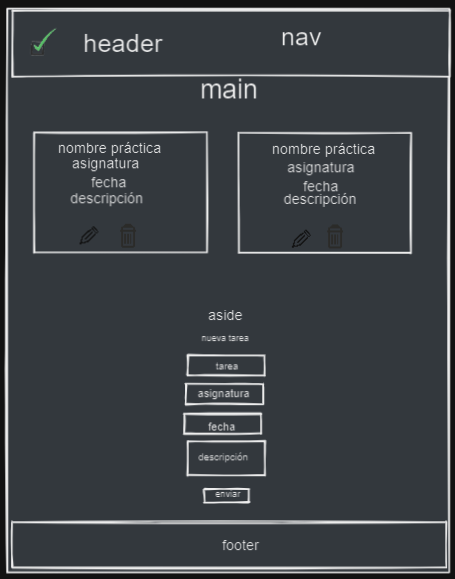 header
nav
main
nombre práctica
asignatura
fecha
descripción
nombre práctica
asignatura
fecha
descripción
aside
nueva tarea
tarea
asignatura
fecha
descripción
enviar
footer